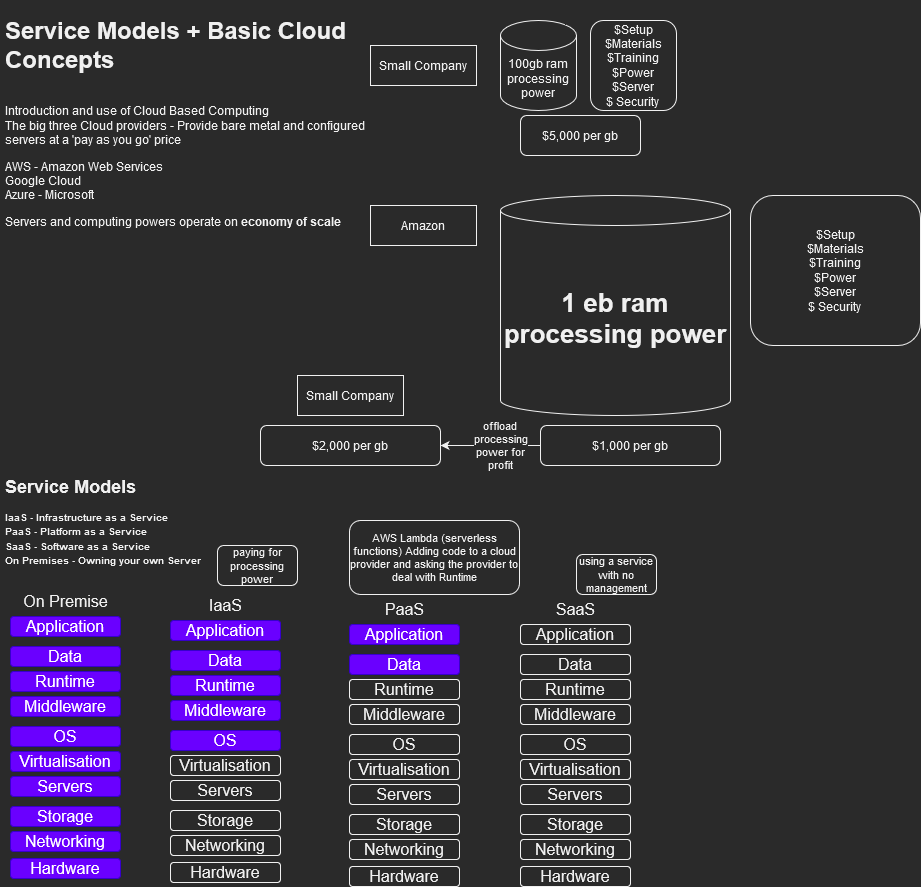 Service Models + Basic Cloud
Concepts
Introduction and use of Cloud Based Computing
The big three Cloud providers - Provide bare metal and configured
servers at a 'pay as you go' price
AWS - Amazon Web Services
Google Cloud
Azure - Microsoft
Servers and computing powers operate on economy of scale
Small Company
100gb ram
processing
power
$Setup
$Materials
$Training
$Power
$Server
$ Security
$5,000 per gb
Amazon
1 eb ram
processing power
$Setup
$Materials
$Training
$Power
$Server
$ Security
Small Company
$2,000 per gb
offload
processing
power for
profit
$1,000 per gb
Service Models
IaaS - Infrastructure as a Service
PaaS - Platform as a Service
SaaS - Software as a Service
On Premises - Owning your own Server
paying for
processing
power
AWS Lambda (serverless
functions) Adding code to a cloud
provider and asking the provider to
deal with Runtime
using a service
with no
management
On Premise
Application
Data
Runtime
Middleware
OS
Virtualisation
Servers
Storage
Networking
Hardware
IaaS
Application
Data
Runtime
Middleware
OS
Virtualisation
Servers
Storage
Networking
Hardware
PaaS
Application
Data
Runtime
Middleware
OS
Virtualisation
Servers
Storage
Networking
Hardware
SaaS
Application
Data
Runtime
Middleware
OS
Virtualisation
Servers
Storage
Networking
Hardware